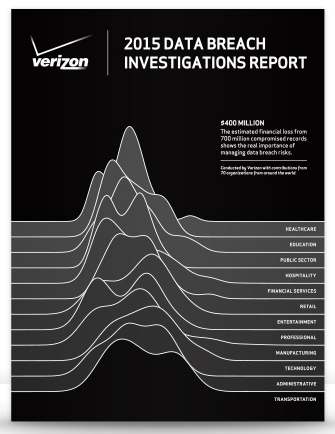 verizon
2015 DATA BREACH
INVESTIGATIONS REPORT
$400 MILLION
The estimated financial loss from
700 million compromised records
shows the real importance of
managing data breach risks.
Conducted by Verizon with contributions from
70 organizations from around the world.
HEALTHCARE
EDUCATION
PUBLIC SECTOR
HOSPITALITY
FINANCIAL SERVICES
RETAIL
ENTERTAINMENT
PROFESSIONAL
MANUFACTURING
TECHNOLOGY
ADMINISTRATIVE
TRANSPORTATION